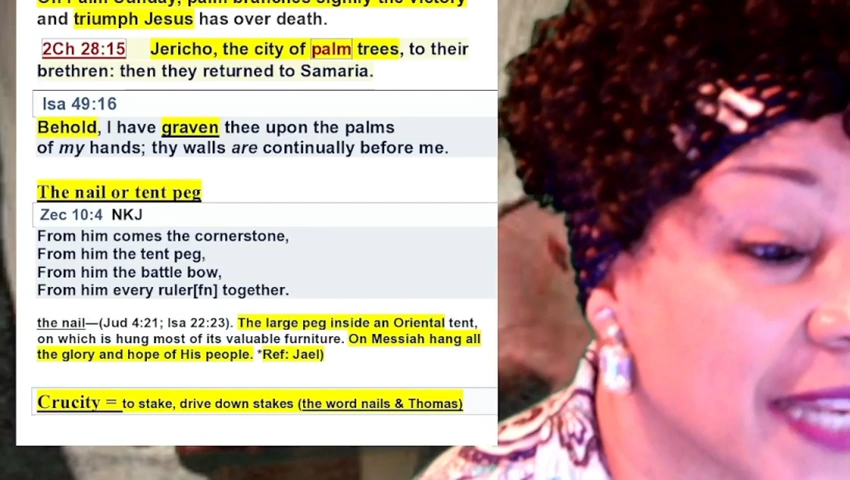 and triumph Jesus has over death.
2Ch 28:15 Jericho, the city of palm trees, to their
brethren: then they returned to Samaria.
Isa 49:16
Behold, I have graven thee upon the palms
of my hands; thy walls are continually before me.
The nail or tent peg
Zec 10:4 NKJ
From him comes the cornerstone,
From him the tent peg,
From him the battle bow,
From him every ruler[fn] together.
the nail—(Jud 4:21; Isa 22:23). The large peg inside an Oriental tent,
on which is hung most of its valuable furniture. On Messiah hang all
the glory and hope of His people. *Ref: Jael)
Crucity = to stake, drive down stakes (the word nails & Thomas)